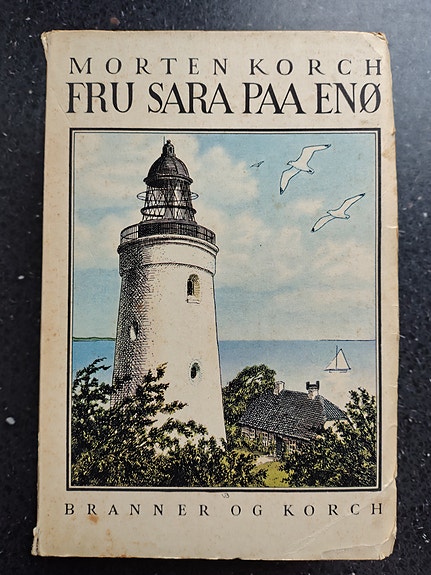 MORTEN KORCH
FRU SARA PAA ENØ
BRANNER OG KORCH